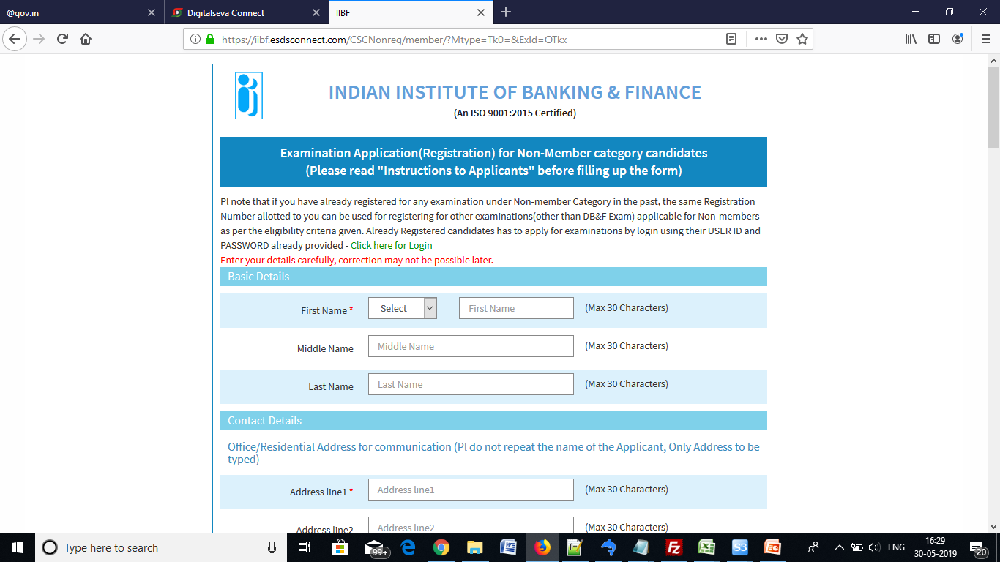 @gov.in
Digitalseva Connect
IIBF
https://iibf.esdsconnect.com/CSCNonreg/member/?Mtype=Tk0=&ExId=OTkx
INDIAN INSTITUTE OF BANKING & FINANCE
(An ISO 9001:2015 Certified)
Examination Application(Registration) for Non-Member category candidates
(Please read "Instructions to Applicants" before filling up the form)
Pl note that if you have already registered for any examination under Non-member Category in the past, the same Registration
Number allotted to you can be used for registering for other examinations(other than DB&F Exam) applicable for Non-members
as per the eligibility criteria given. Already Registered candidates has to apply for examinations by login using their USER ID and
PASSWORD already provided - Click here for Login
Enter your details carefully, correction may not be possible later.
Basic Details
First Name * Select First Name (Max 30 Characters)
Middle Name Middle Name (Max 30 Characters)
Last Name Last Name (Max 30 Characters)
Contact Details
Office/Residential Address for communication (Pl do not repeat the name of the Applicant, Only Address to be
typed)
Address line1 * Address line1 (Max 30 Characters)
Address line2 Address line2 (Max 30 Characters)
Type here to search
99+
ENG
16:29
30-05-2019
20